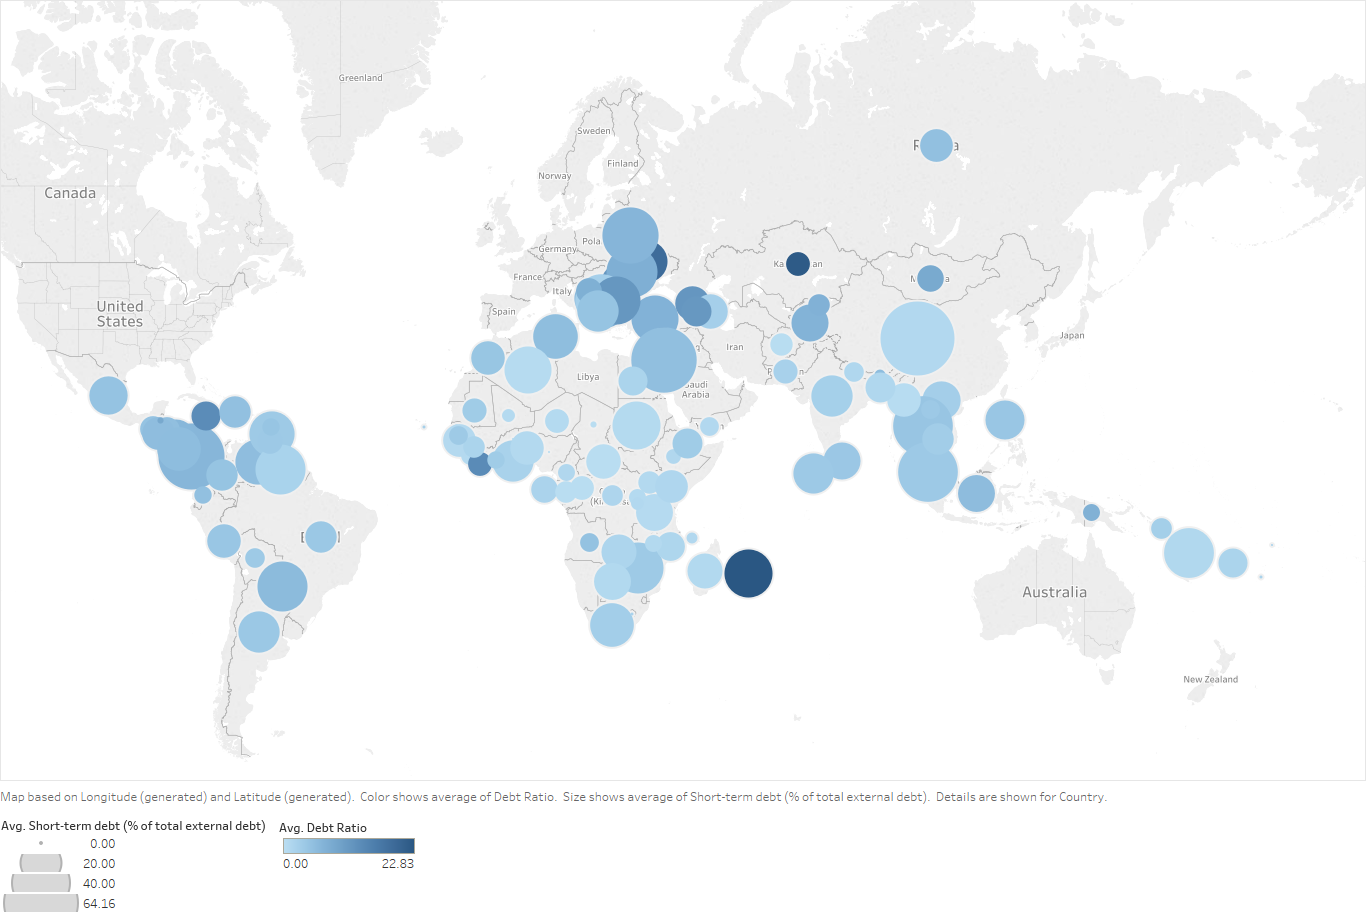 Greenland
Sweden
Finland
Norway
Canada
Pola
Germany
France
Italy
Spain
United
States
Japan
Iran
Libya
Saudi
Arabia
Australia
New Zealand
Map based on Longitude (generated) and Latitude (generated).  Color shows average of Debt Ratio.  Size shows average of Short-term debt (% of total external debt).  Details are shown for Country.
Avg. Short-term debt (% of total external debt)
0.00
20.00
40.00
64.16
Avg. Debt Ratio
0.00 22.83